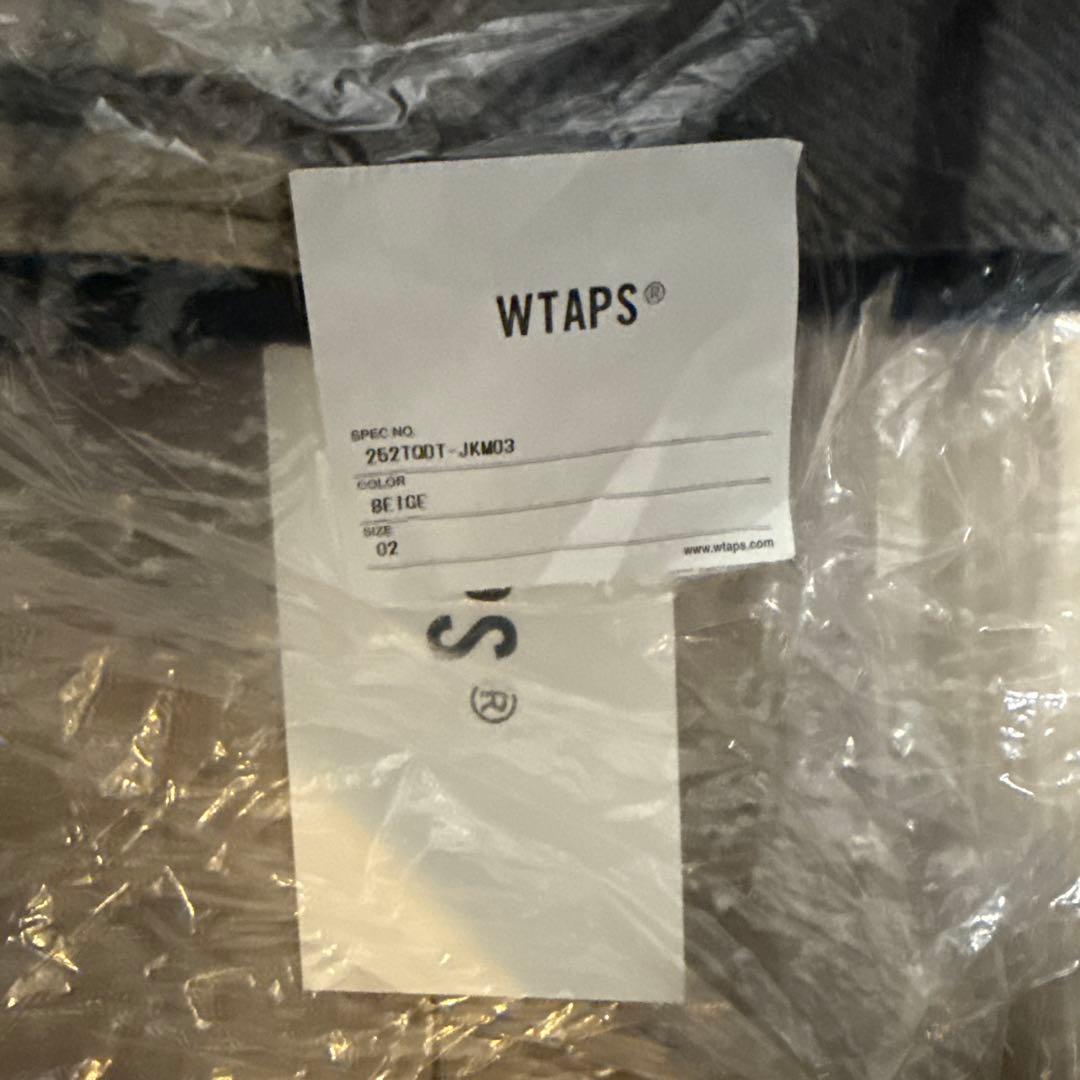 WTAPS®
SPEC NO.
252TQDT-JKM03
COLOR
BEIGE
SIZE
02
www.wtaps.com
S®